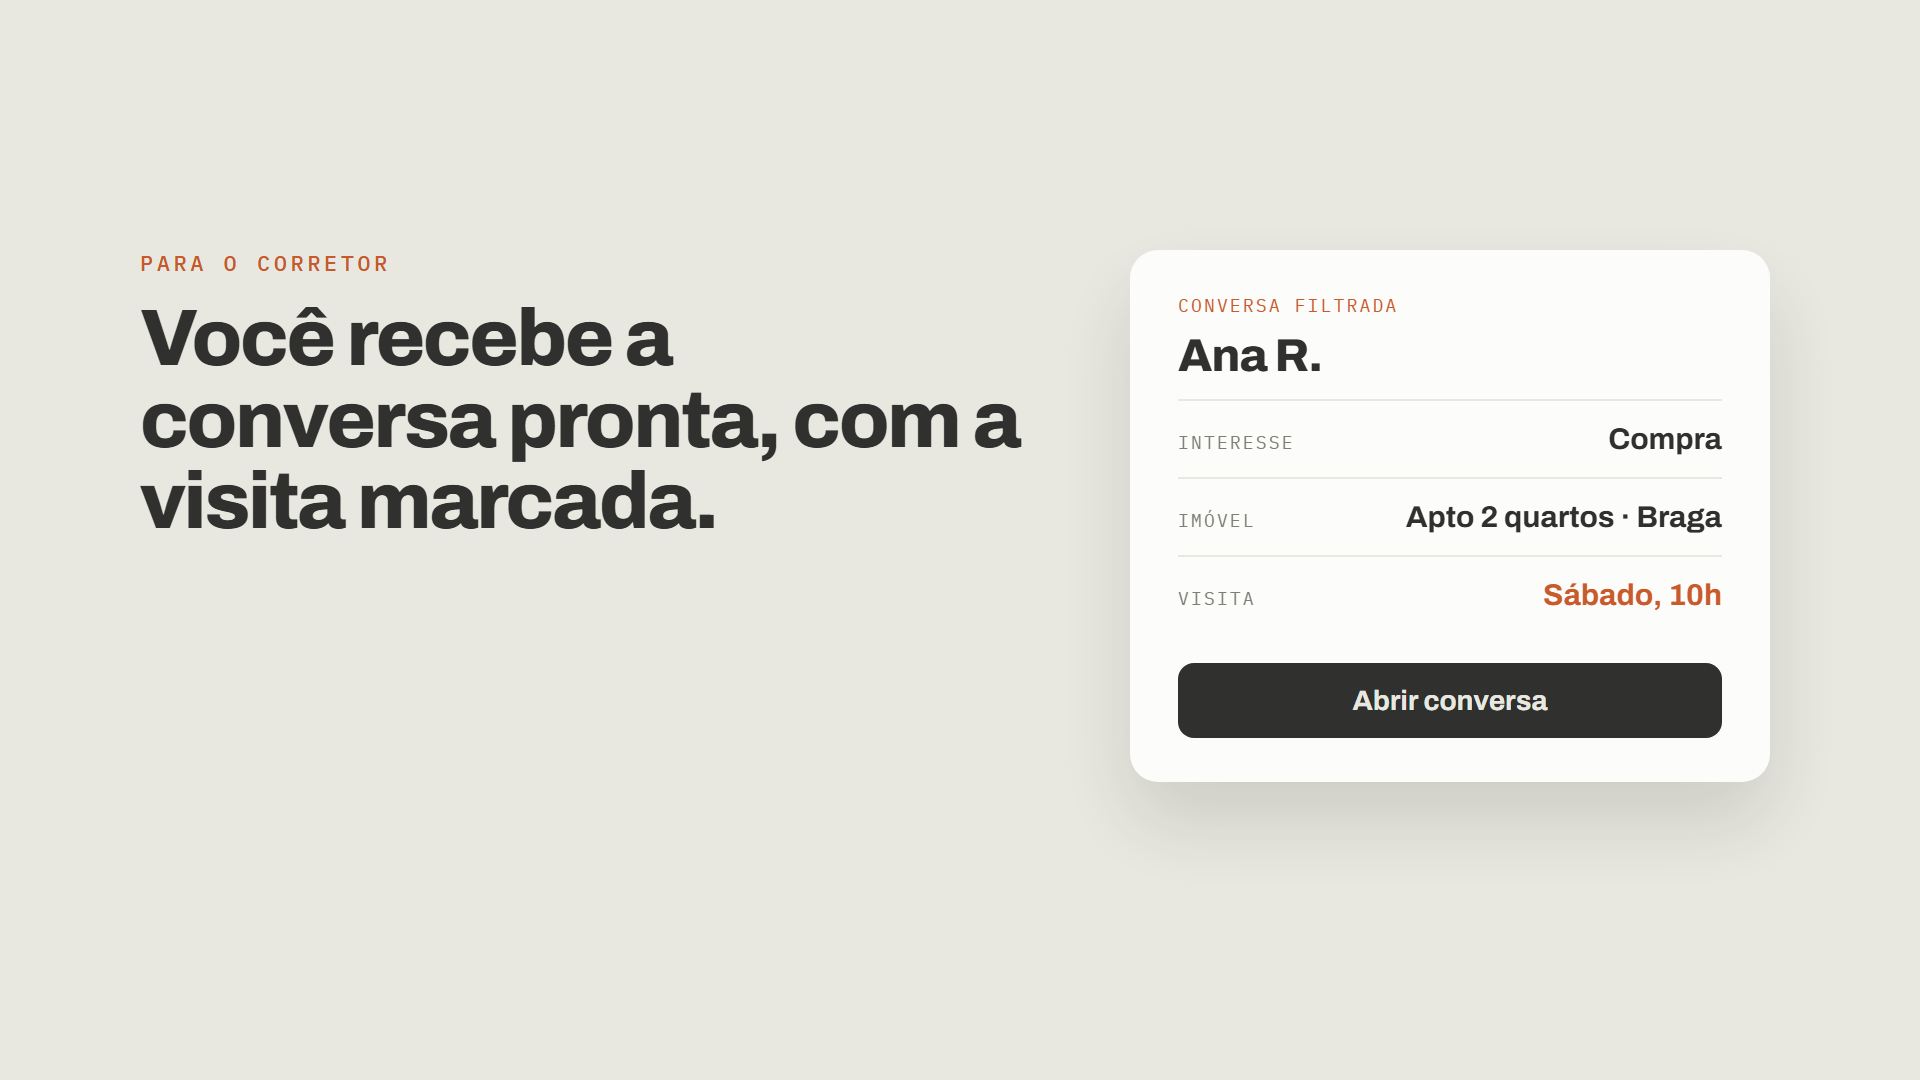 PARA O CORRETOR
Você recebe a
conversa pronta, com a
visita marcada.
CONVERSA FILTRADA
Ana R.
INTERESSE Compra
IMÓVEL Apto 2 quartos · Braga
VISITA Sábado, 10h
Abrir conversa